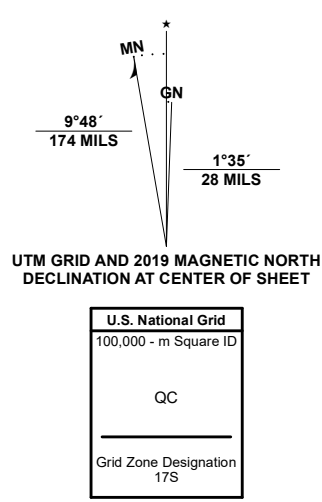 MN
GN
9°48´
174 MILS
1°35´
28 MILS
UTM GRID AND 2019 MAGNETIC NORTH
DECLINATION AT CENTER OF SHEET
U.S. National Grid
100,000 - m Square ID
QC
Grid Zone Designation
17S